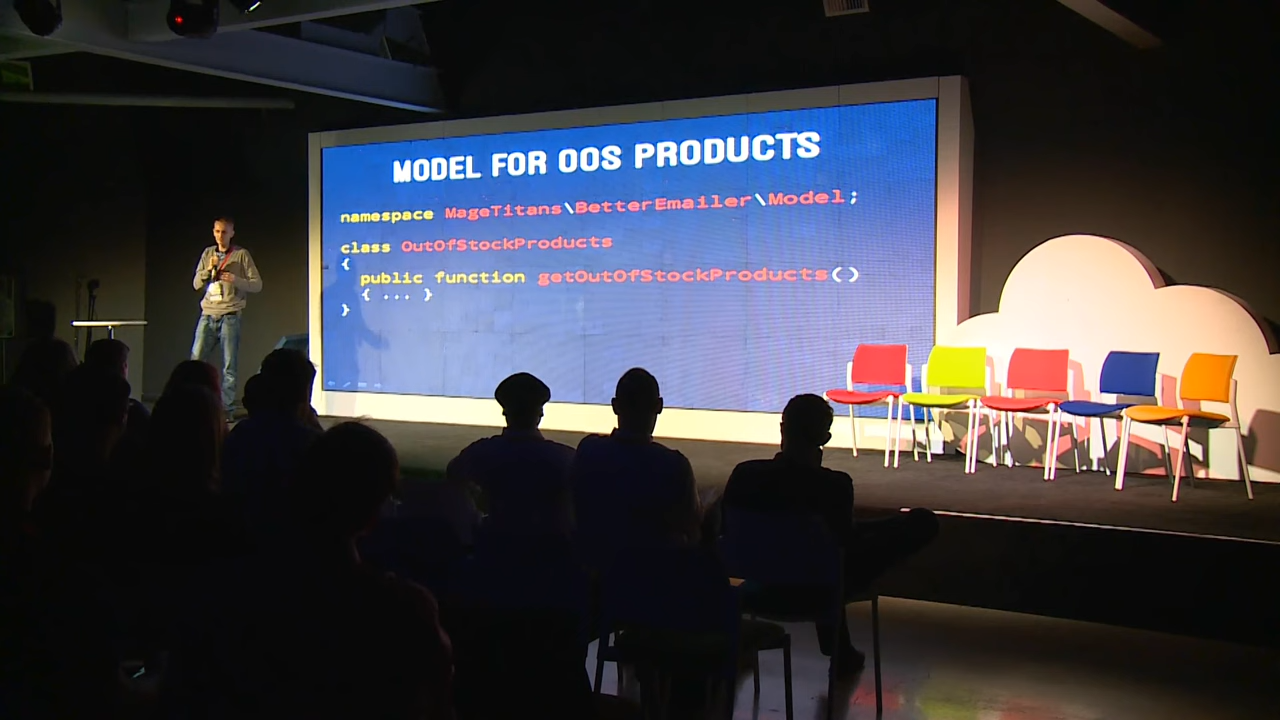 MODEL FOR OOS PRODUCTS
namespace MageTitans\BetterEmailer\Model;
class OutOfStockProducts
{
public function getOutOfStockProducts()
{ ... }
}